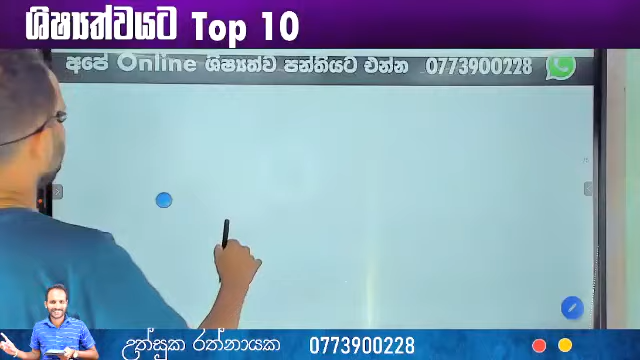 ශිෂ්‍යත්වයට Top 10
අපේ Online ශිෂ්‍යත්ව පන්තියට එන්න 0773900228
උත්සුක රත්නායක 0773900228